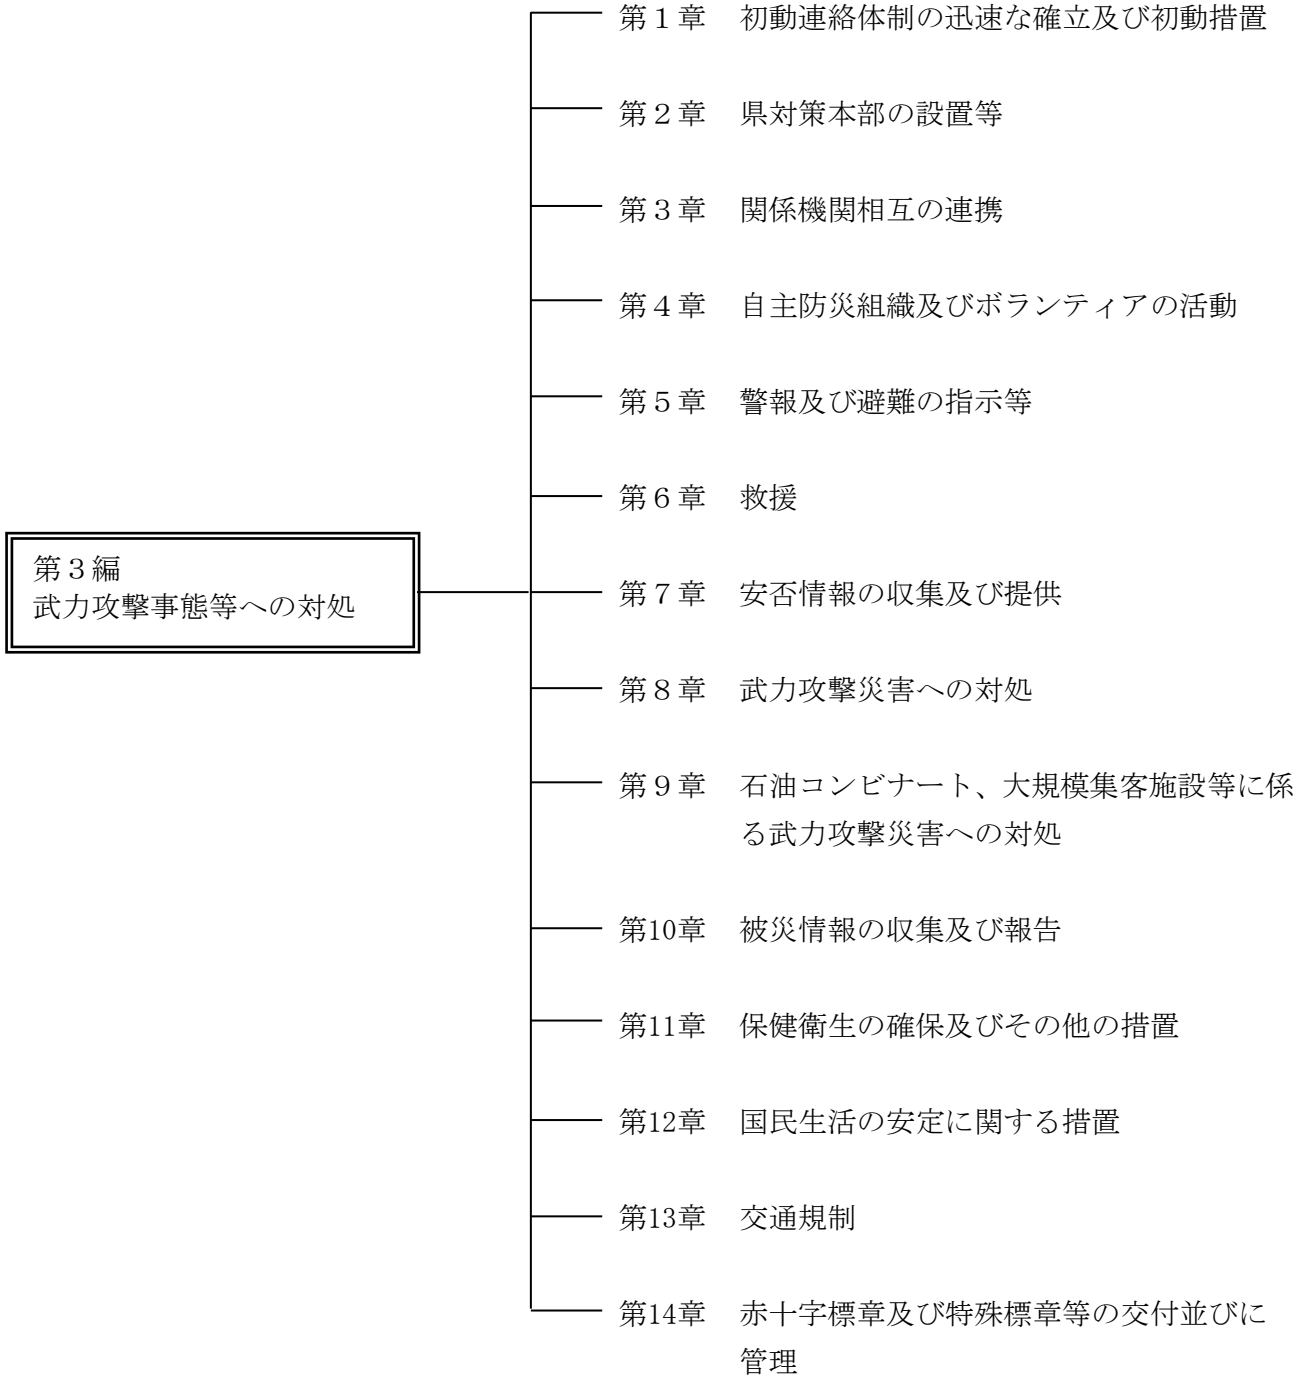 第１章　初動連絡体制の迅速な確立及び初動措置
第２章　県対策本部の設置等
第３章　関係機関相互の連携
第４章　自主防災組織及びボランティアの活動
第５章　警報及び避難の指示等
第６章　救援
第３編
武力攻撃事態等への対処
第７章　安否情報の収集及び提供
第８章　武力攻撃災害への対処
第９章　石油コンビナート、大規模集客施設等に係
る武力攻撃災害への対処
第10章　被災情報の収集及び報告
第11章　保健衛生の確保及びその他の措置
第12章　国民生活の安定に関する措置
第13章　交通規制
第14章　赤十字標章及び特殊標章等の交付並びに
管理